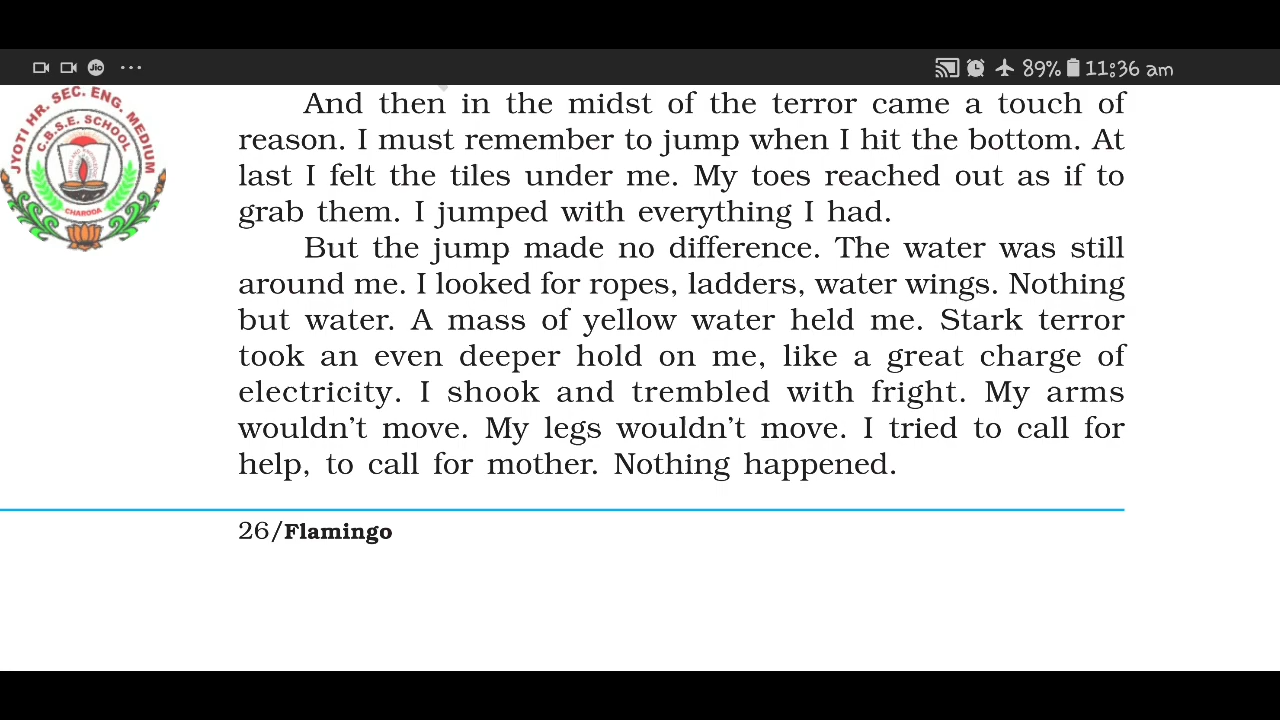 Jio 89% 11:36 am
JYOTI HR. SEC. ENG. MEDIUM
C.B.S.E. SCHOOL
CHARODA
And then in the midst of the terror came a touch of
reason. I must remember to jump when I hit the bottom. At
last I felt the tiles under me. My toes reached out as if to
grab them. I jumped with everything I had.
But the jump made no difference. The water was still
around me. I looked for ropes, ladders, water wings. Nothing
but water. A mass of yellow water held me. Stark terror
took an even deeper hold on me, like a great charge of
electricity. I shook and trembled with fright. My arms
wouldn't move. My legs wouldn't move. I tried to call for
help, to call for mother. Nothing happened.
26/Flamingo